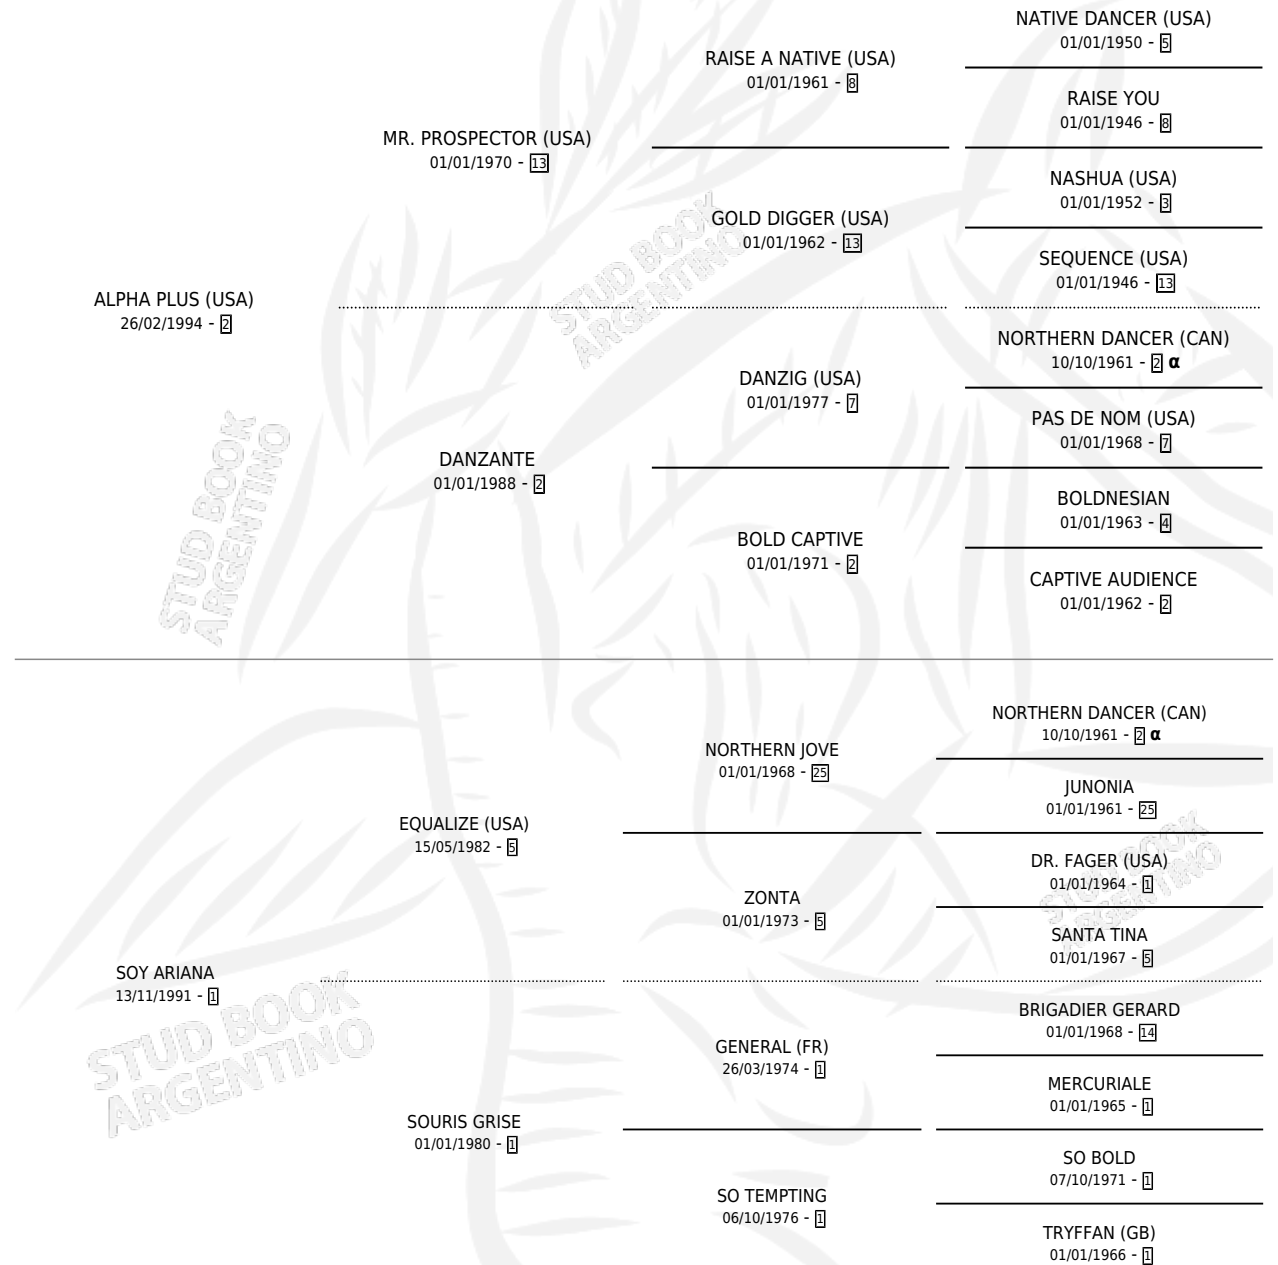 NATIVE DANCER (USA)
01/01/1950 - 5
RAISE A NATIVE (USA)
01/01/1961 - 8
RAISE YOU
01/01/1946 - 8
MR. PROSPECTOR (USA)
01/01/1970 - 13
NASHUA (USA)
01/01/1952 - 3
GOLD DIGGER (USA)
01/01/1962 - 13
SEQUENCE (USA)
01/01/1946 - 13
STUD BOOK
ARGENTINO
ALPHA PLUS (USA)
26/02/1994 - 2
NORTHERN DANCER (CAN)
10/10/1961 - 2 α
DANZIG (USA)
01/01/1977 - 7
PAS DE NOM (USA)
01/01/1968 - 7
DANZANTE
01/01/1988 - 2
BOLDNESIAN
01/01/1963 - 4
BOLD CAPTIVE
01/01/1971 - 2
CAPTIVE AUDIENCE
01/01/1962 - 2
STUD BOOK
ARGENTINO
NORTHERN DANCER (CAN)
10/10/1961 - 2 α
NORTHERN JOVE
01/01/1968 - 25
JUNONIA
01/01/1961 - 25
EQUALIZE (USA)
15/05/1982 - 5
DR. FAGER (USA)
01/01/1964 - 1
STUD BOOK
ARGENTINO
ZONTA
01/01/1973 - 5
SANTA TINA
01/01/1967 - 5
SOY ARIANA
13/11/1991 - 1
BRIGADIER GERARD
01/01/1968 - 14
STUD BOOK
ARGENTINO
GENERAL (FR)
26/03/1974 - 1
MERCURIALE
01/01/1965 - 1
SOURIS GRISE
01/01/1980 - 1
SO BOLD
07/10/1971 - 1
SO TEMPTING
06/10/1976 - 1
TRYFFAN (GB)
01/01/1966 - 1